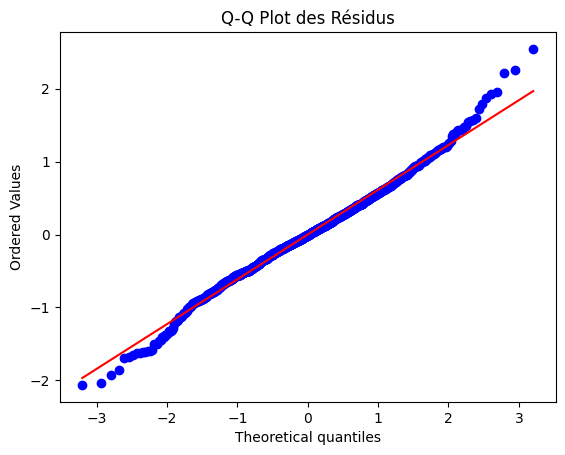 Q-Q Plot des Résidus
Ordered Values
2
1
0
−1
−2
−3 −2 −1 0 1 2 3
Theoretical quantiles